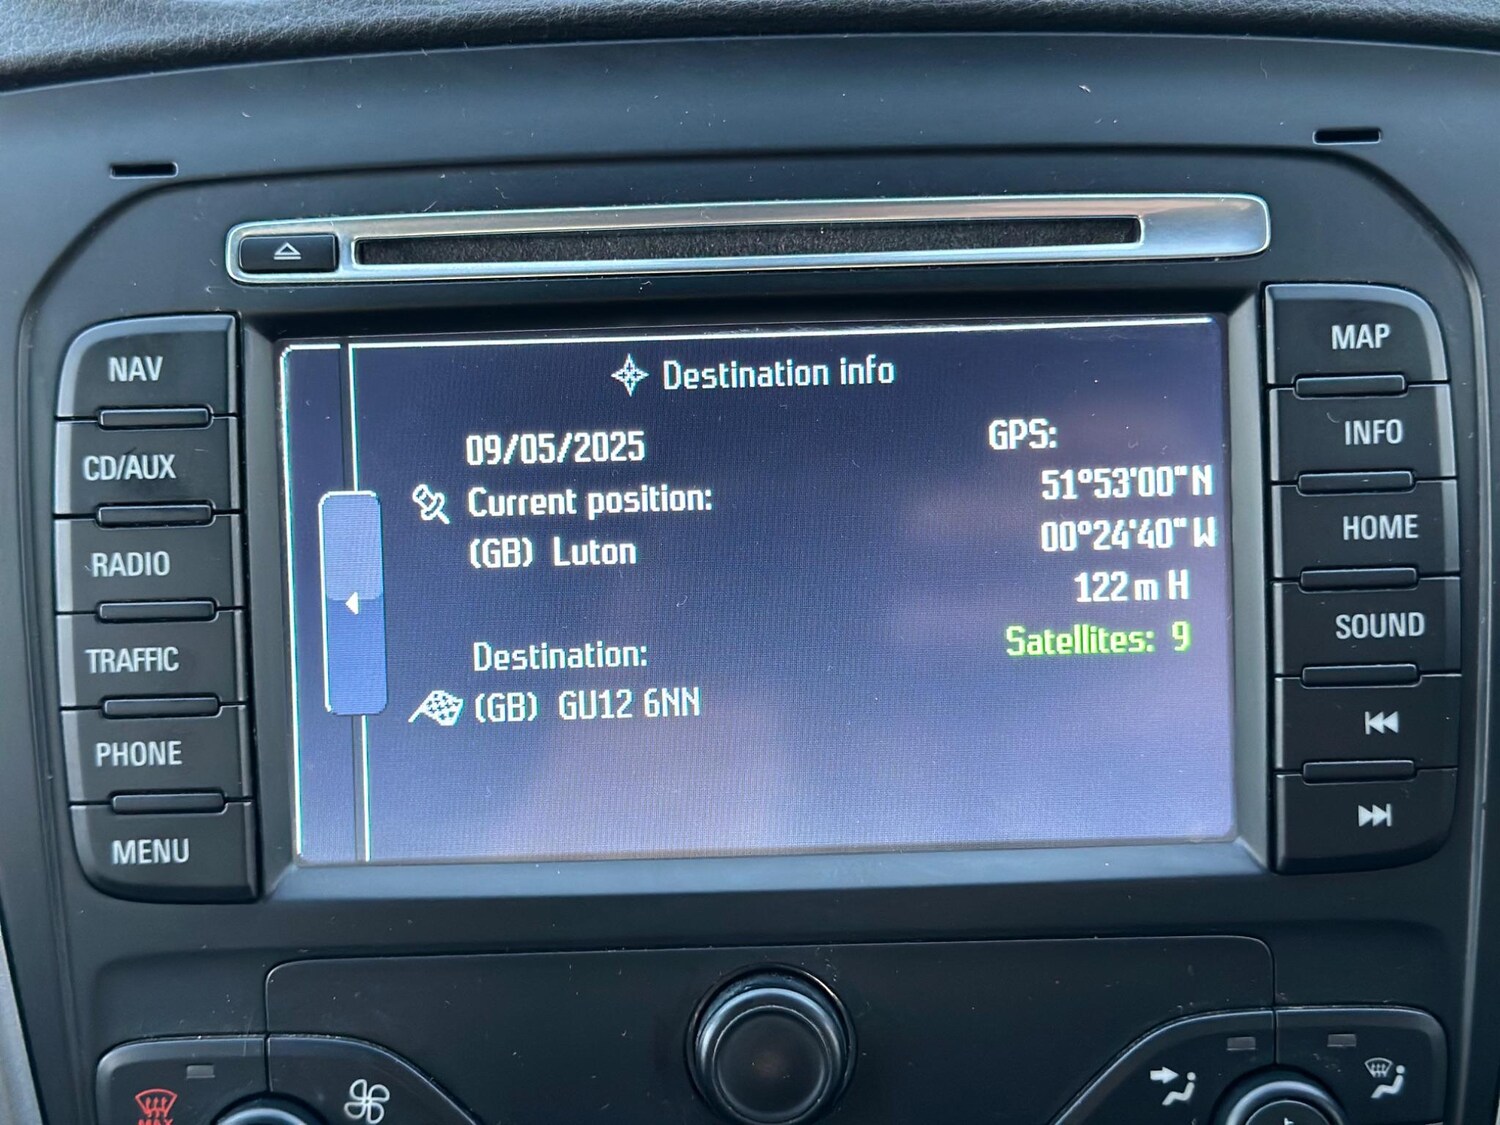 NAV
CD/AUX
RADIO
TRAFFIC
PHONE
MENU
Destination info
09/05/2025
Current position:
(GB) Luton
Destination:
(GB) GU12 6NN
GPS:
51°53'00"N
00°24'40"W
122 m H
Satellites: 9
MAP
INFO
HOME
SOUND
MAX